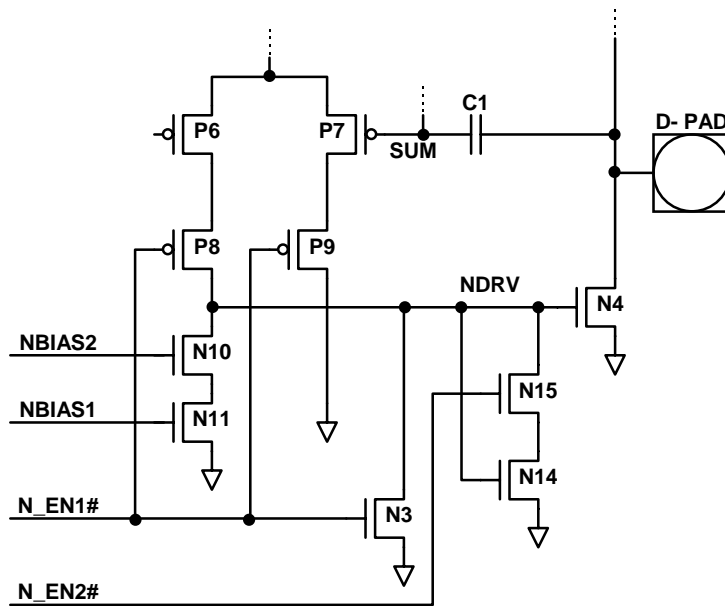 C1
D- PAD
P6
P7
SUM
P8
P9
NDRV
N4
NBIAS2
N10
N15
NBIAS1
N11
N14
N_EN1#
N3
N_EN2#